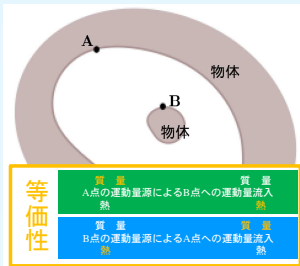 A
物体
B
物体
等価性
質量 質量
A点の運動量源によるB点への運動量流入
熱 熱
質量 質量
B点の運動量源によるA点への運動量流入
熱 熱